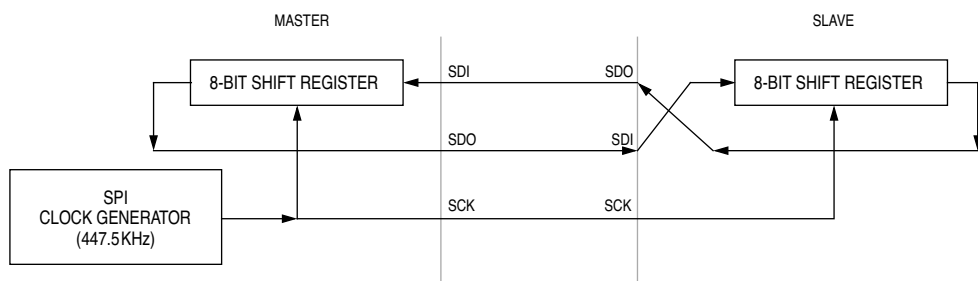 MASTER
SLAVE
8-BIT SHIFT REGISTER
SDI
SDO
8-BIT SHIFT REGISTER
SDO
SDI
SPI
CLOCK GENERATOR
(447.5KHz)
SCK
SCK